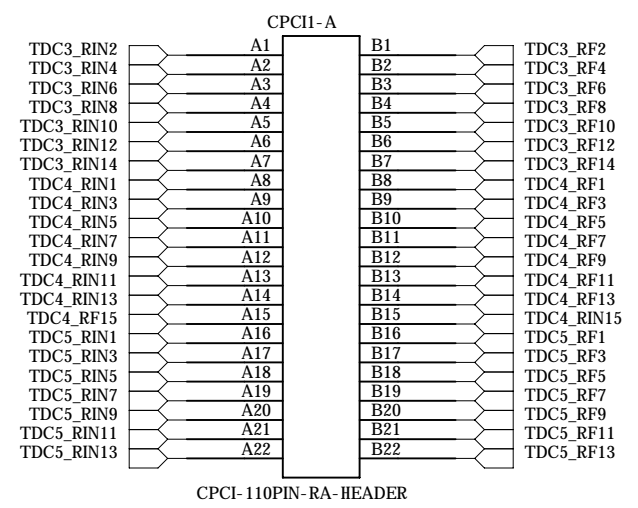 CPCI1-A
TDC3_RIN2 A1 B1 TDC3_RF2
TDC3_RIN4 A2 B2 TDC3_RF4
TDC3_RIN6 A3 B3 TDC3_RF6
TDC3_RIN8 A4 B4 TDC3_RF8
TDC3_RIN10 A5 B5 TDC3_RF10
TDC3_RIN12 A6 B6 TDC3_RF12
TDC3_RIN14 A7 B7 TDC3_RF14
TDC4_RIN1 A8 B8 TDC4_RF1
TDC4_RIN3 A9 B9 TDC4_RF3
TDC4_RIN5 A10 B10 TDC4_RF5
TDC4_RIN7 A11 B11 TDC4_RF7
TDC4_RIN9 A12 B12 TDC4_RF9
TDC4_RIN11 A13 B13 TDC4_RF11
TDC4_RIN13 A14 B14 TDC4_RF13
TDC4_RF15 A15 B15 TDC4_RIN15
TDC5_RIN1 A16 B16 TDC5_RF1
TDC5_RIN3 A17 B17 TDC5_RF3
TDC5_RIN5 A18 B18 TDC5_RF5
TDC5_RIN7 A19 B19 TDC5_RF7
TDC5_RIN9 A20 B20 TDC5_RF9
TDC5_RIN11 A21 B21 TDC5_RF11
TDC5_RIN13 A22 B22 TDC5_RF13
CPCI-110PIN-RA-HEADER